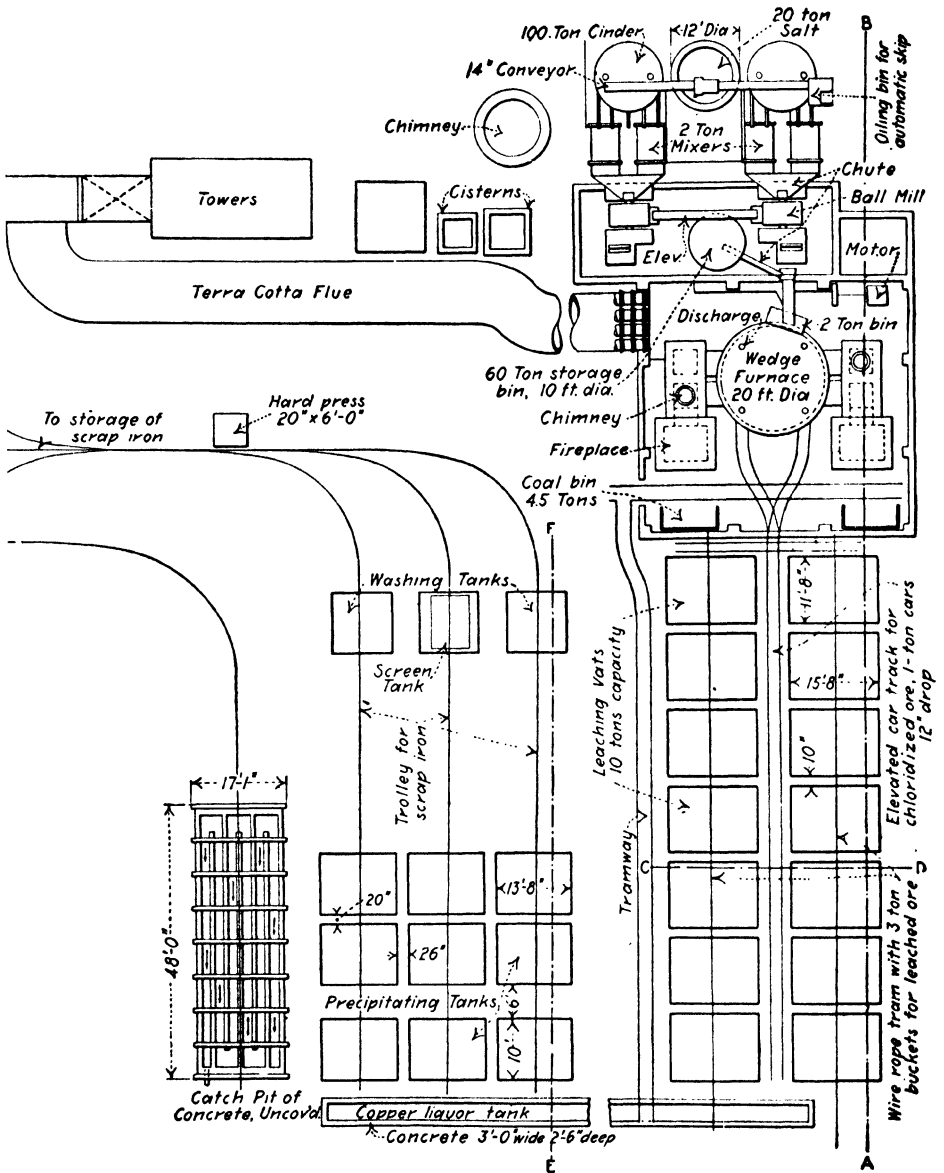 100 Ton Cinder
12' Dia
20 ton
Salt
B
14" Conveyor
Oiling bin for
automatic skip
Chimney
2 Ton
Mixers
Chute
Cisterns
Ball Mill
Towers
Elev.
Motor
Terra Cotta Flue
Discharge
2 Ton bin
Wedge
Furnace
20 ft. Dia
60 Ton storage
bin, 10 ft. dia.
Hard press
20" x 6'-0"
To storage of
scrap iron
Chimney
Fireplace
Coal bin
45 Tons
F
Washing Tanks
11'-8"
Screen
Tank
15'-8"
Leaching Vats
10 tons capacity
Elevated car track for
chloridized ore, 1-ton cars
12" drop
10"
Trolley for
scrap iron
17'-1"
Tramway
C
D
13'-8"
20"
48'-0"
26"
Precipitating Tanks
6'
10'
Wire rope tram with 3 ton
buckets for leached ore
Catch Pit of
Concrete, Uncov'd.
Copper liquor tank
Concrete 3'-0" wide 2'-6" deep
E
A